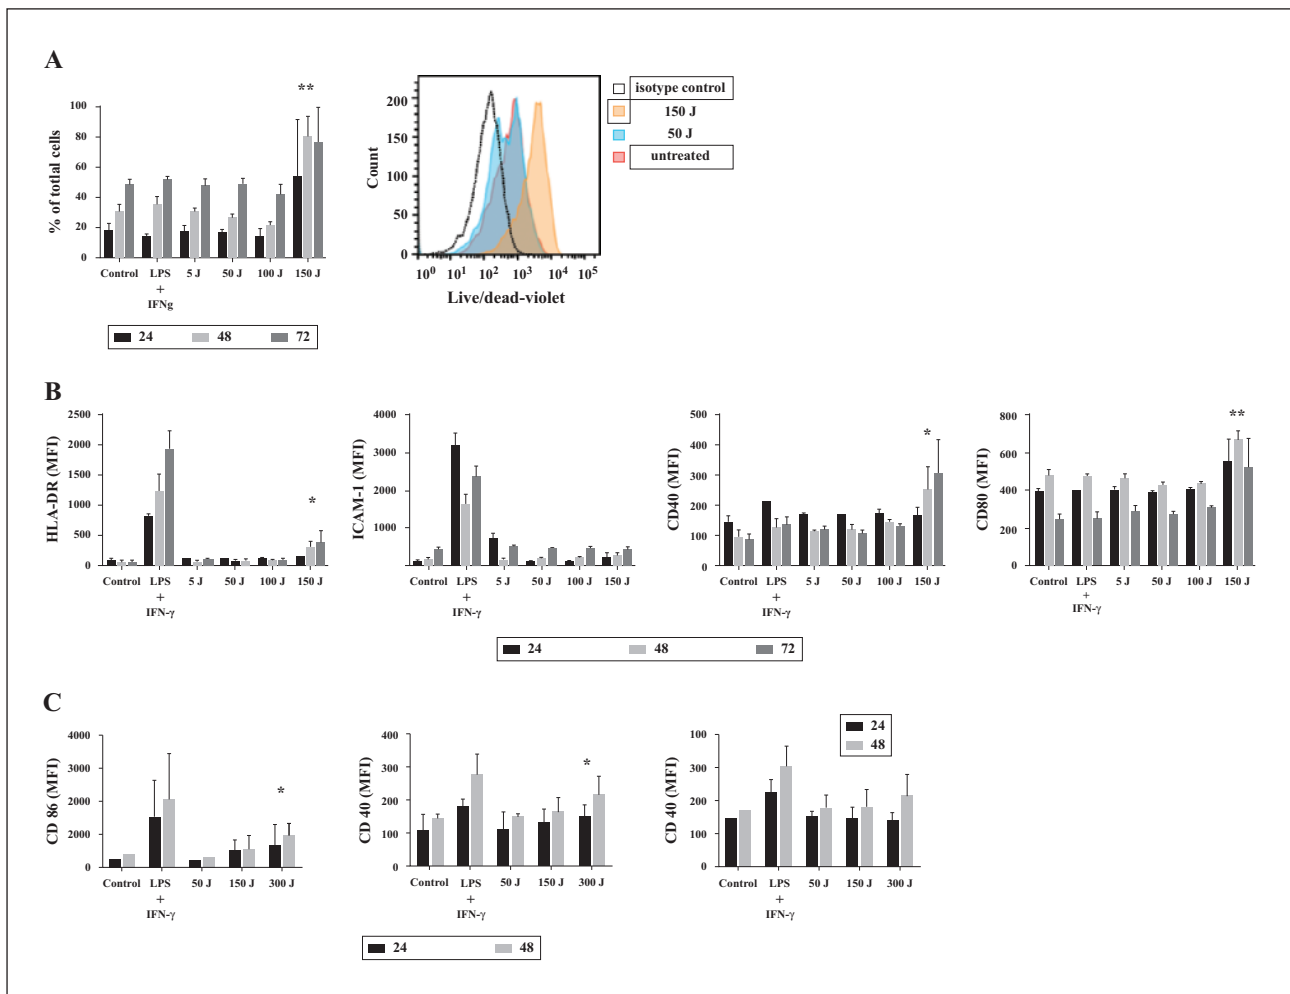 A
% of totial cells
100
80
60
40
20
0
Control
LPS
+
IFNg
5 J
50 J
100 J
150 J
**
24
48
72
Count
200
150
100
50
0
10^0
10^1
10^2
10^3
10^4
10^5
Live/dead-violet
isotype control
150 J
50 J
untreated
B
HLA-DR (MFI)
2500
2000
1500
1000
500
0
Control
LPS
+
IFN-γ
5 J
50 J
100 J
150 J
*
ICAM-1 (MFI)
4000
3000
2000
1000
0
Control
LPS
+
IFN-γ
5 J
50 J
100 J
150 J
CD40 (MFI)
500
400
300
200
100
0
Control
LPS
+
IFN-γ
5 J
50 J
100 J
150 J
*
CD80 (MFI)
800
600
400
200
0
Control
LPS
+
IFN-γ
5 J
50 J
100 J
150 J
**
24
48
72
C
CD 86 (MFI)
4000
3000
2000
2000
0
Control
LPS
+
IFN-γ
50 J
150 J
300 J
*
CD 40 (MFI)
400
300
200
100
0
Control
LPS
+
IFN-γ
50 J
150 J
300 J
*
24
48
CD 40 (MFI)
100
300
200
100
0
Control
LPS
+
IFN-γ
50 J
150 J
300 J
24
48